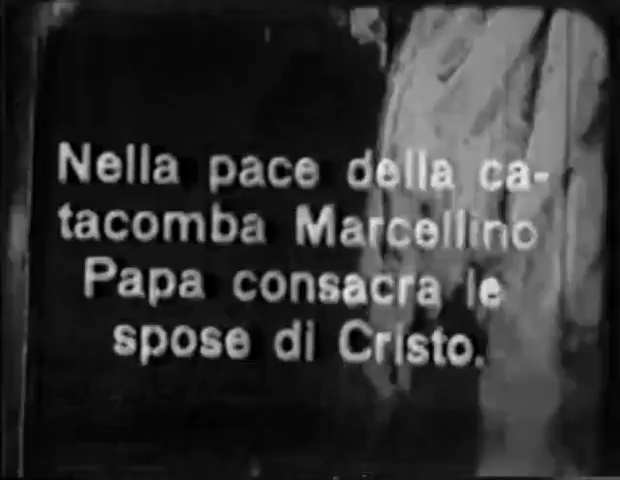 Nella pace della ca-
tacomba Marcellino
Papa consacra le
spose di Cristo.